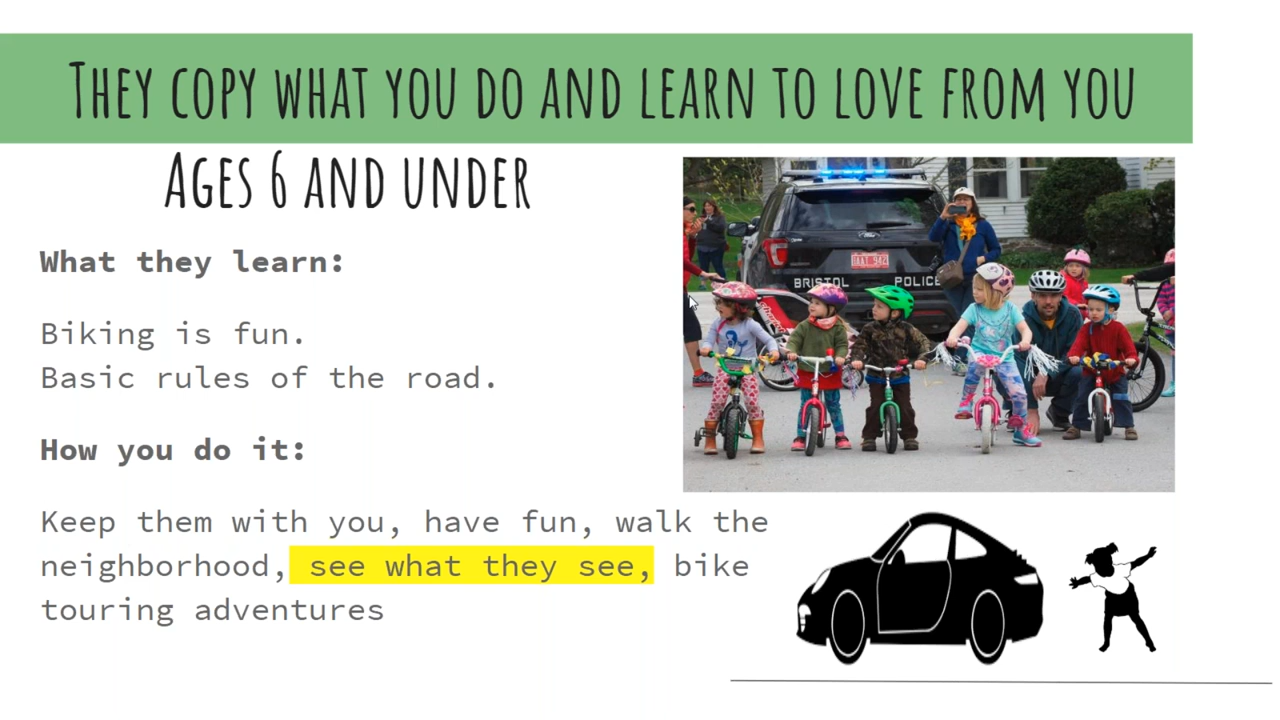 They copy what you do and learn to love from you
Ages 6 and under
What they learn:
Biking is fun.
Basic rules of the road.
How you do it:
Keep them with you, have fun, walk the
neighborhood, see what they see, bike
touring adventures
BRISTOL POLICE